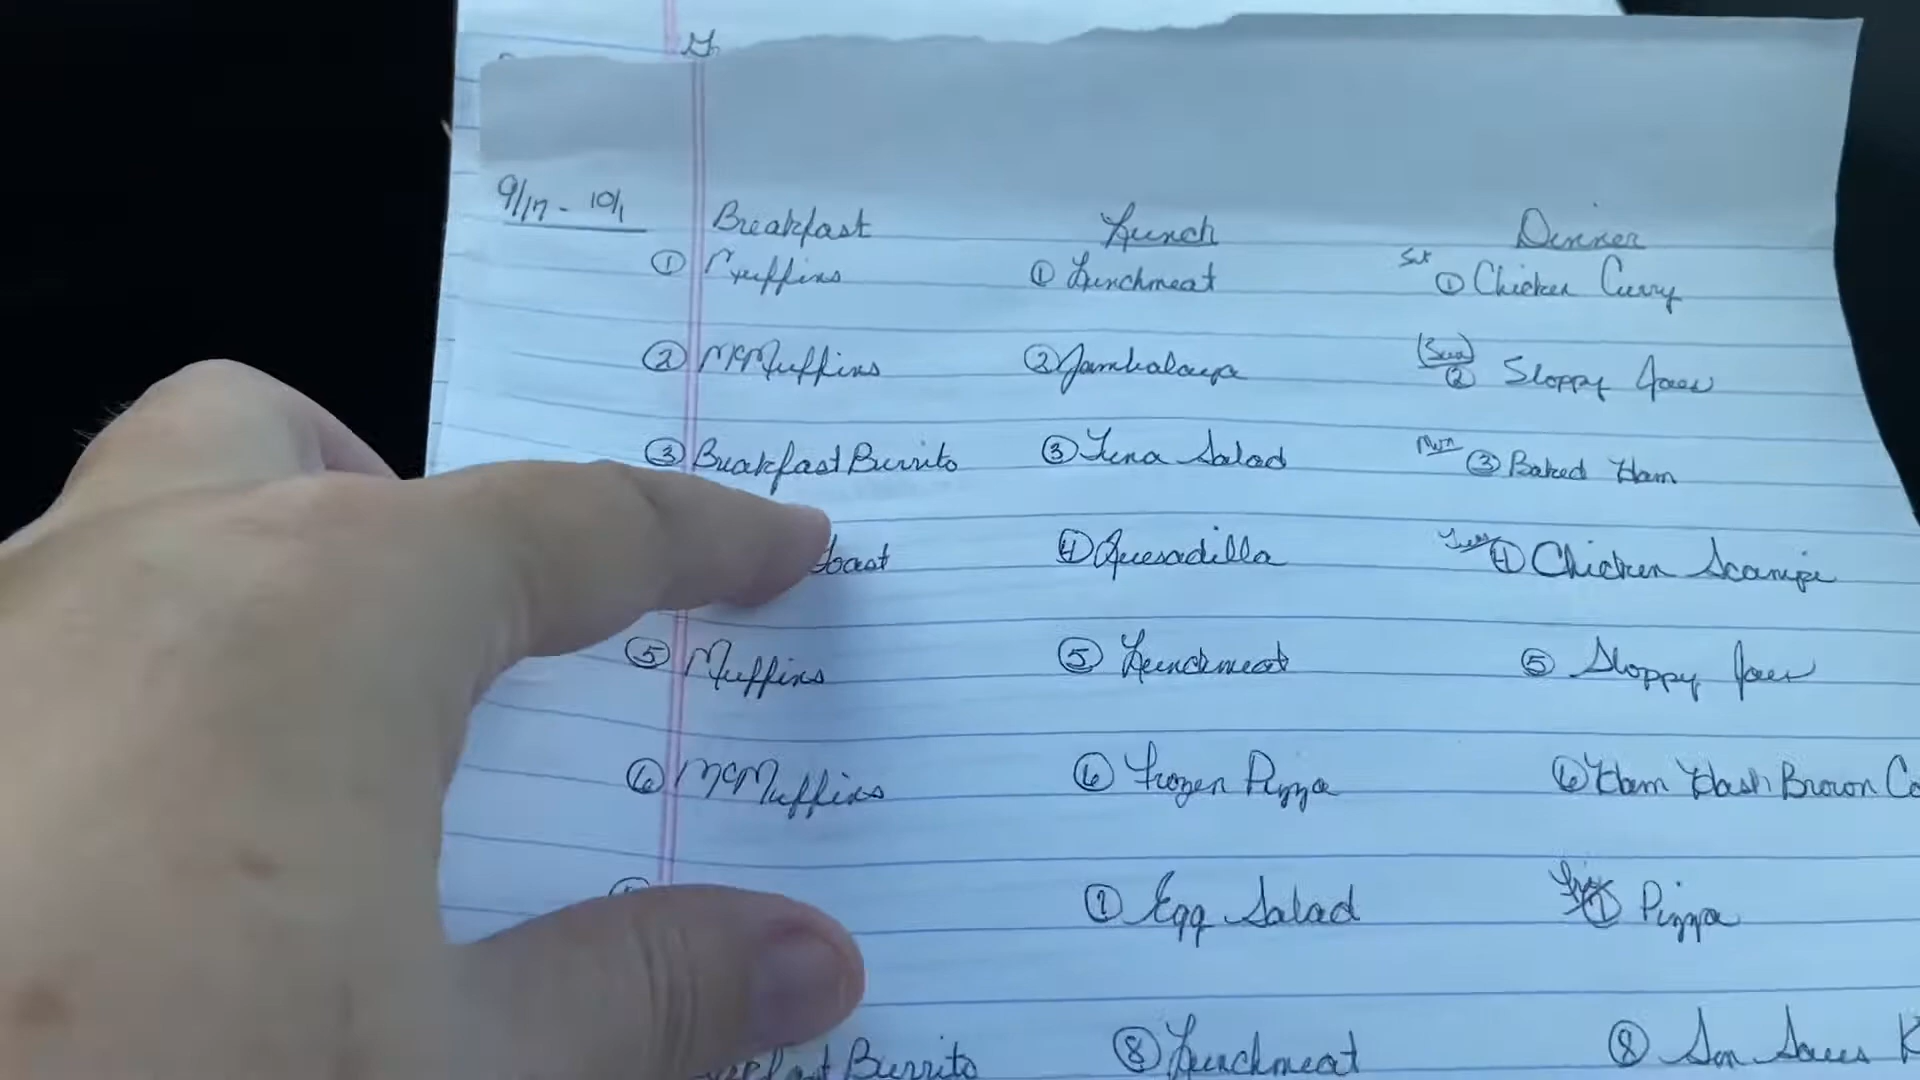 9/17 - 10/1
Breakfast Lunch Dinner
① Muffins ① Lunchmeat Sat ① Chicken Curry
② McMuffins ② Jambalaya (Sun) ② Sloppy Joes
③ Breakfast Burrito ③ Tuna Salad Mon ③ Baked Ham
Toast ④ Quesadilla Tues ④ Chicken Scampi
⑤ Muffins ⑤ Lunchmeat ⑤ Sloppy Joes
⑥ McMuffins ⑥ Frozen Pizza ⑥ Ham Hash Brown Ca
⑦ Egg Salad Pizza
Burrito ⑧ Lunchmeat ⑧